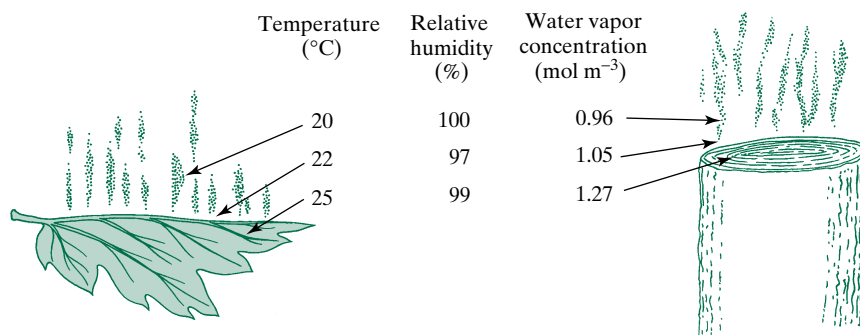 Temperature Relative Water vapor
(°C) humidity concentration
(%) (mol m⁻³)
20 100 0.96
22 97 1.05
25 99 1.27